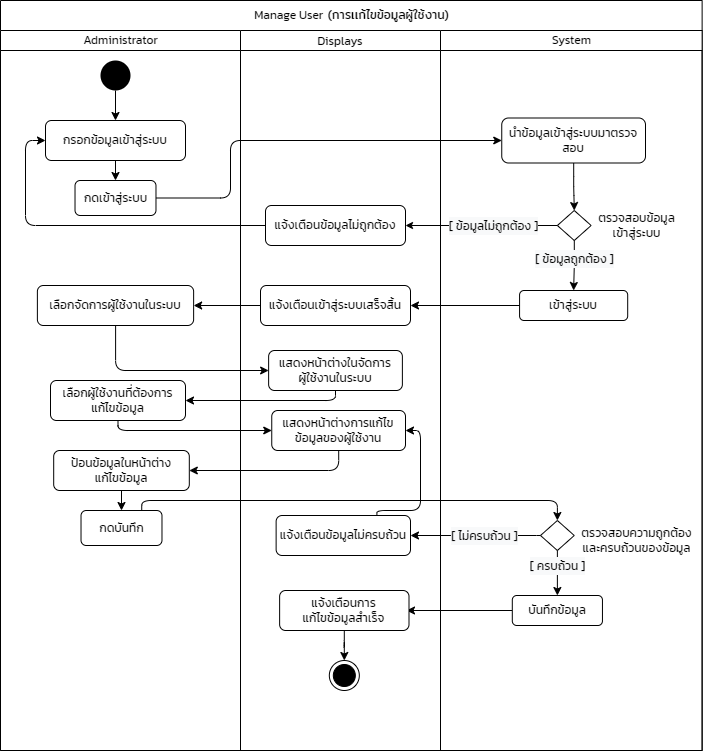 Manage User (การแก้ไขข้อมูลผู้ใช้งาน)
Administrator
Displays
System
กรอกข้อมูลเข้าสู่ระบบ
นำข้อมูลเข้าสู่ระบบมาตรวจ
สอบ
กดเข้าสู่ระบบ
แจ้งเตือนข้อมูลไม่ถูกต้อง
[ ข้อมูลไม่ถูกต้อง ]
ตรวจสอบข้อมูล
เข้าสู่ระบบ
[ ข้อมูลถูกต้อง ]
เลือกจัดการผู้ใช้งานในระบบ
แจ้งเตือนเข้าสู่ระบบเสร็จสิ้น
เข้าสู่ระบบ
แสดงหน้าต่างในจัดการ
ผู้ใช้งานในระบบ
เลือกผู้ใช้งานที่ต้องการ
แก้ไขข้อมูล
แสดงหน้าต่างการแก้ไข
ข้อมูลของผู้ใช้งาน
ป้อนข้อมูลในหน้าต่าง
แก้ไขข้อมูล
กดบันทึก
แจ้งเตือนข้อมูลไม่ครบถ้วน
[ ไม่ครบถ้วน ]
ตรวจสอบความถูกต้อง
และครบถ้วนของข้อมูล
[ ครบถ้วน ]
แจ้งเตือนการ
แก้ไขข้อมูลสำเร็จ
บันทึกข้อมูล